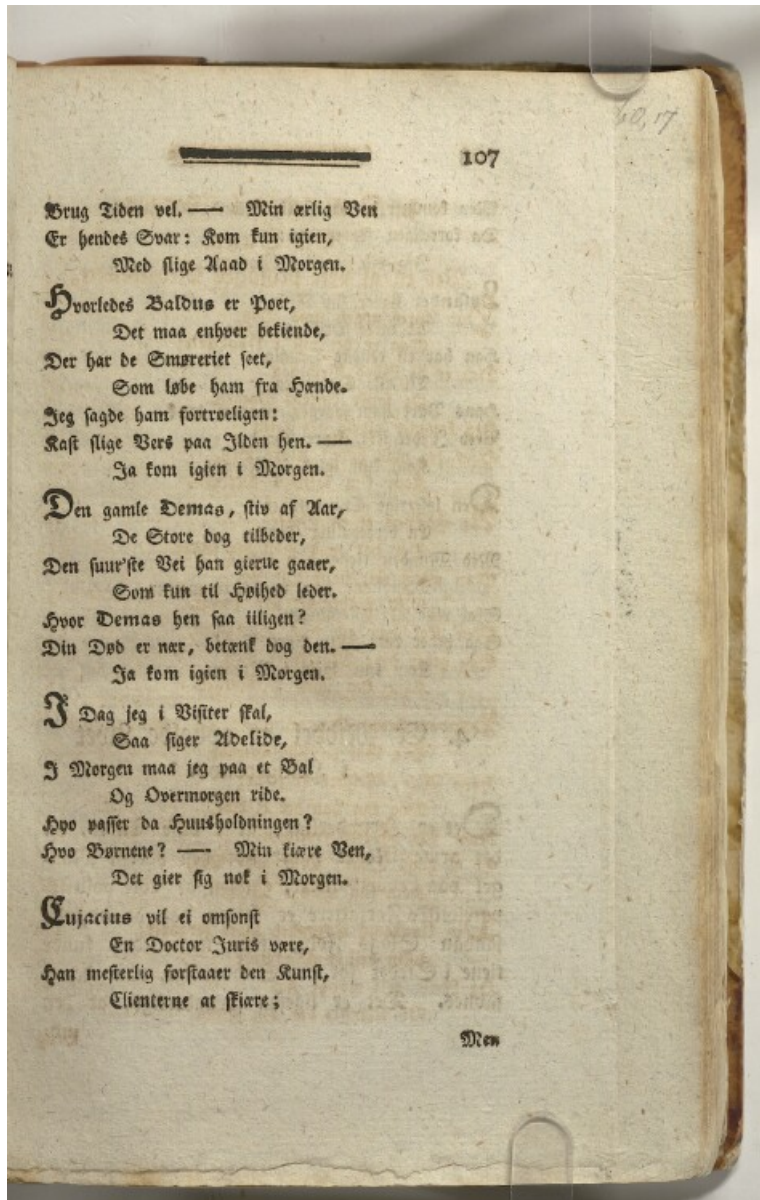 60,17
107
Brug Tiden vel. — Min ærlig Ven
Er hendes Svar: Kom kun igien,
Med slige Raad i Morgen.
Hvorledes Baldus er Poet,
Det maa enhver bekiende,
Der har de Smøreriet seet,
Som løbe ham fra Hænde.
Jeg sagde ham fortroeligen:
Kast slige Vers paa Ilden hen. —
Ja kom igien i Morgen.
Den gamle Demas, stiv af Aar,
De Store dog tilbeder,
Den suur'ste Vei han gierne gaaer,
Som kun til Høihed leder.
Hvor Demas hen saa iiligen?
Din Død er nær, betænk dog den. —
Ja kom igien i Morgen.
I Dag jeg i Visiter skal,
Saa siger Adelide,
I Morgen maa jeg paa et Bal
Og Overmorgen ride.
Hvo passer da Huusholdningen?
Hvo Børnene? — Min kiære Ven,
Det gier sig nok i Morgen.
Cujacius vil ei omsonst
En Doctor Juris være,
Han mesterlig forstaaer den Kunst,
Clienterne at skiære;
Men